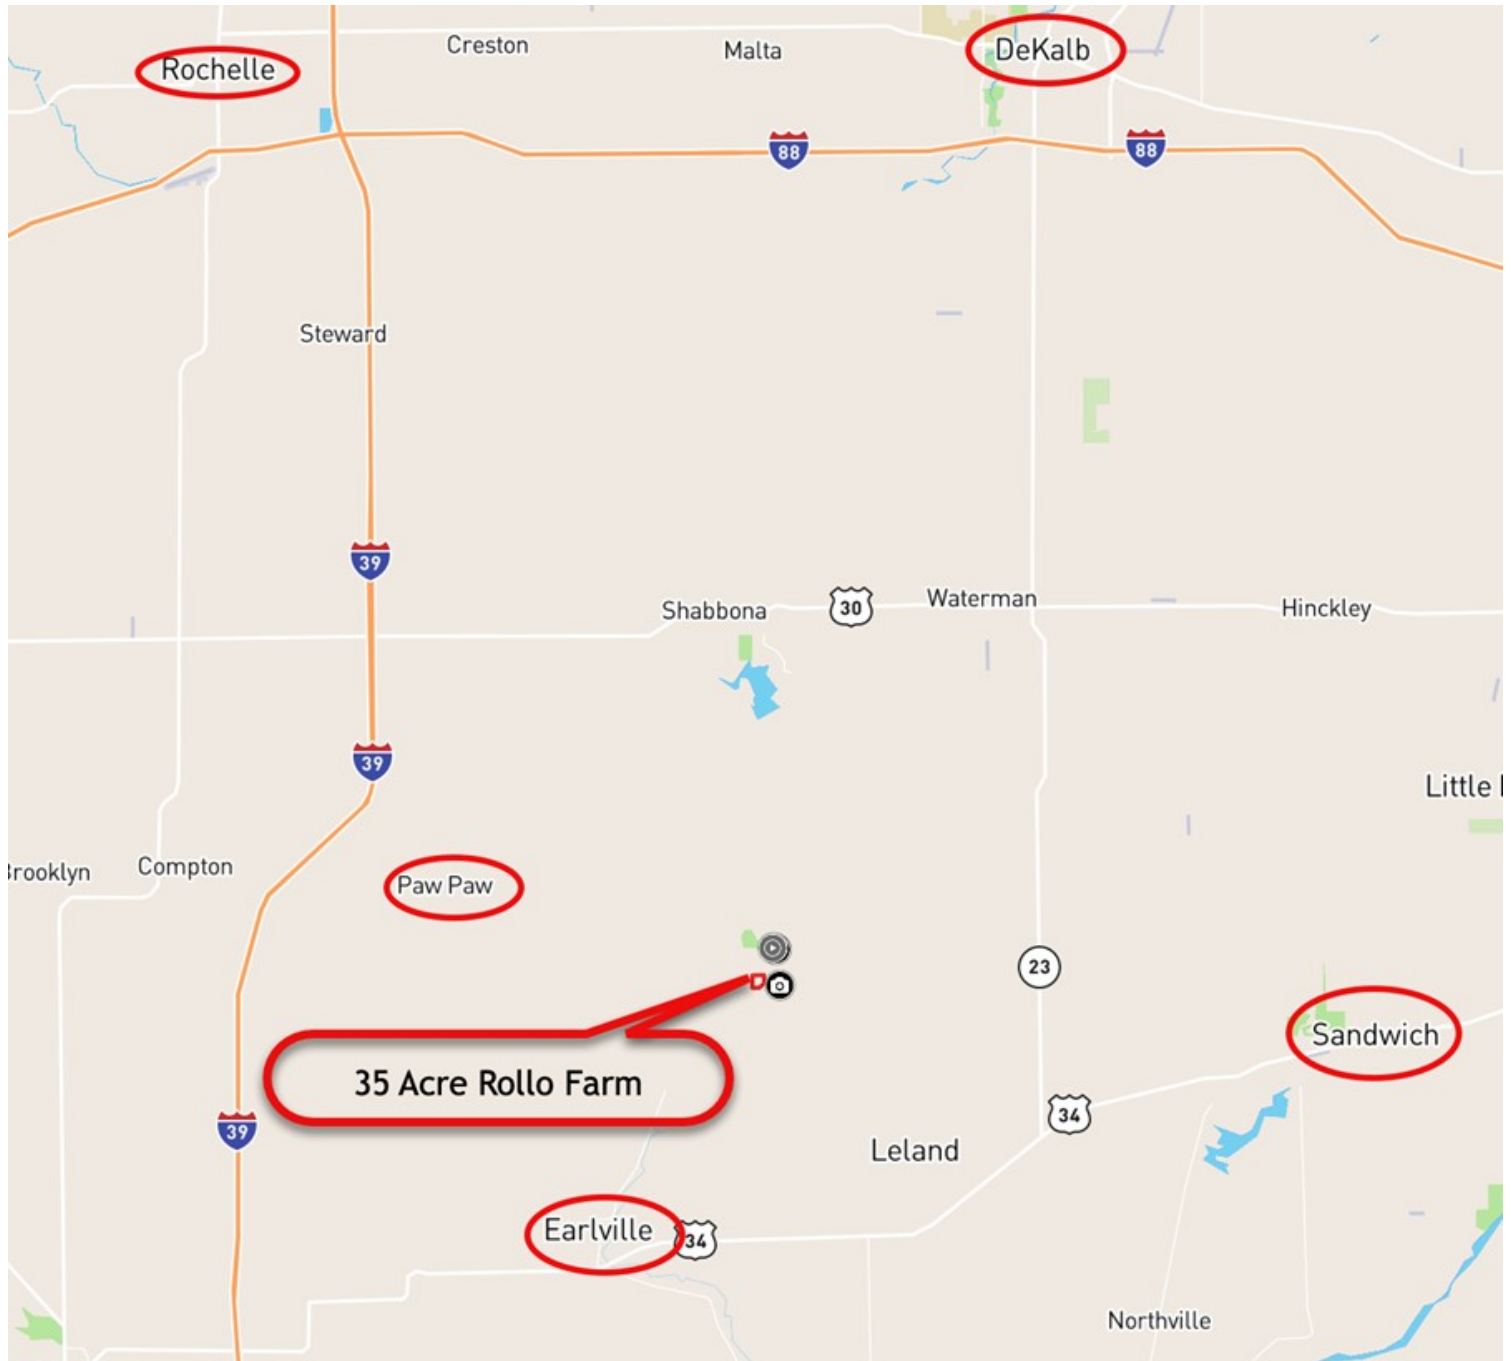 Creston
Malta
DeKalb
Rochelle
88
88
Steward
39
Shabbona
30
Waterman
Hinckley
39
Little
Compton
Paw Paw
23
35 Acre Rollo Farm
Sandwich
39
34
Leland
Earlville
34
Northville